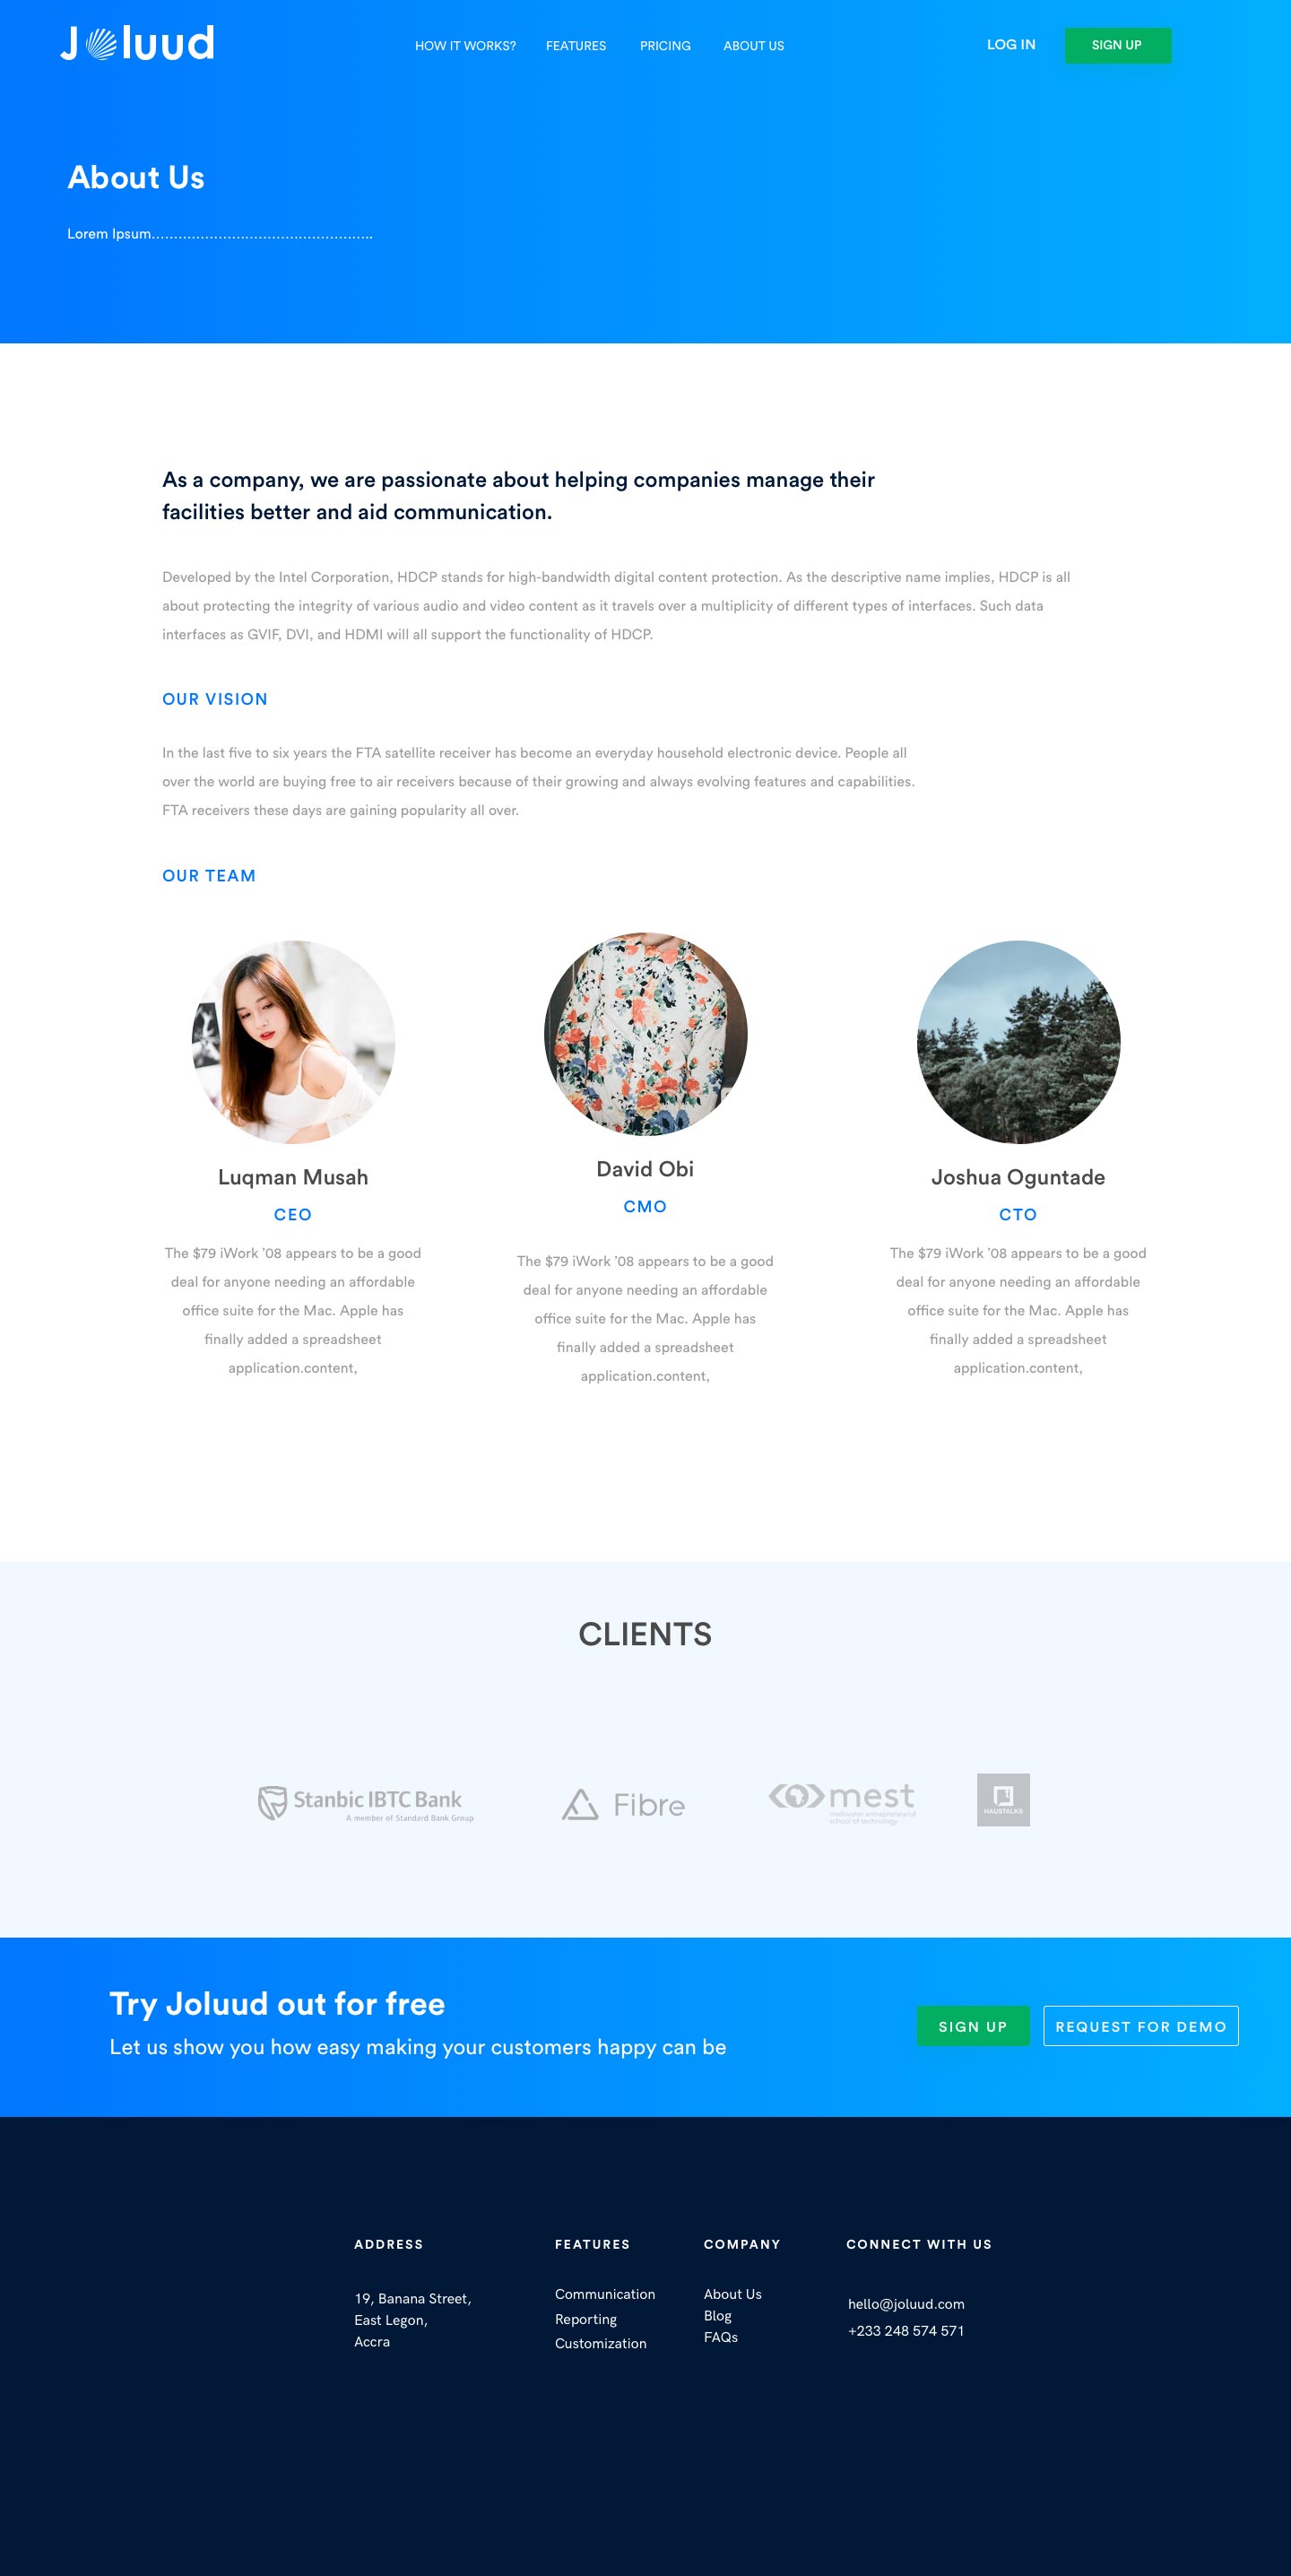 Joluud
HOW IT WORKS?
FEATURES
PRICING
ABOUT US
LOG IN
SIGN UP
About Us
Lorem Ipsum..................................................
As a company, we are passionate about helping companies manage their
facilities better and aid communication.
Developed by the Intel Corporation, HDCP stands for high-bandwidth digital content protection. As the descriptive name implies, HDCP is all
about protecting the integrity of various audio and video content as it travels over a multiplicity of different types of interfaces. Such data
interfaces as GVIF, DVI, and HDMI will all support the functionality of HDCP.
OUR VISION
In the last five to six years the FTA satellite receiver has become an everyday household electronic device. People all
over the world are buying free to air receivers because of their growing and always evolving features and capabilities.
FTA receivers these days are gaining popularity all over.
OUR TEAM
Luqman Musah
CEO
The $79 iWork ’08 appears to be a good
deal for anyone needing an affordable
office suite for the Mac. Apple has
finally added a spreadsheet
application.content,
David Obi
CMO
The $79 iWork ’08 appears to be a good
deal for anyone needing an affordable
office suite for the Mac. Apple has
finally added a spreadsheet
application.content,
Joshua Oguntade
CTO
The $79 iWork ’08 appears to be a good
deal for anyone needing an affordable
office suite for the Mac. Apple has
finally added a spreadsheet
application.content,
CLIENTS
Stanbic IBTC Bank
A member of Standard Bank Group
Fibre
mest
meltwater entrepreneurial
school of technology
HAUSTALKS
Try Joluud out for free
Let us show you how easy making your customers happy can be
SIGN UP
REQUEST FOR DEMO
ADDRESS
19, Banana Street,
East Legon,
Accra
FEATURES
Communication
Reporting
Customization
COMPANY
About Us
Blog
FAQs
CONNECT WITH US
hello@joluud.com
+233 248 574 571